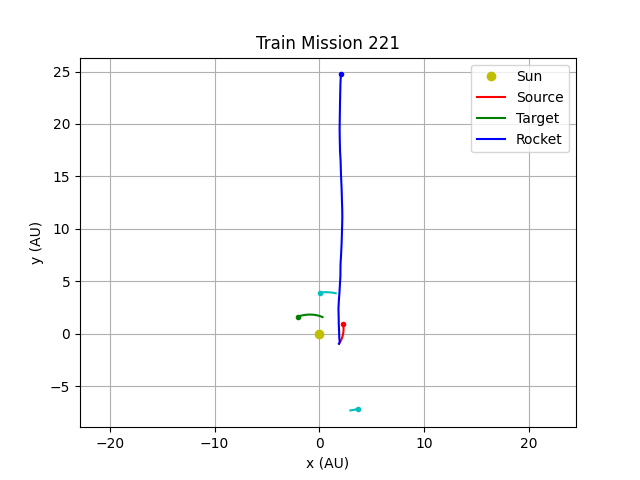 Train Mission 221
Sun
Source
Target
Rocket
25
20
15
10
5
0
−5
y (AU)
−20
−10
0
10
20
x (AU)